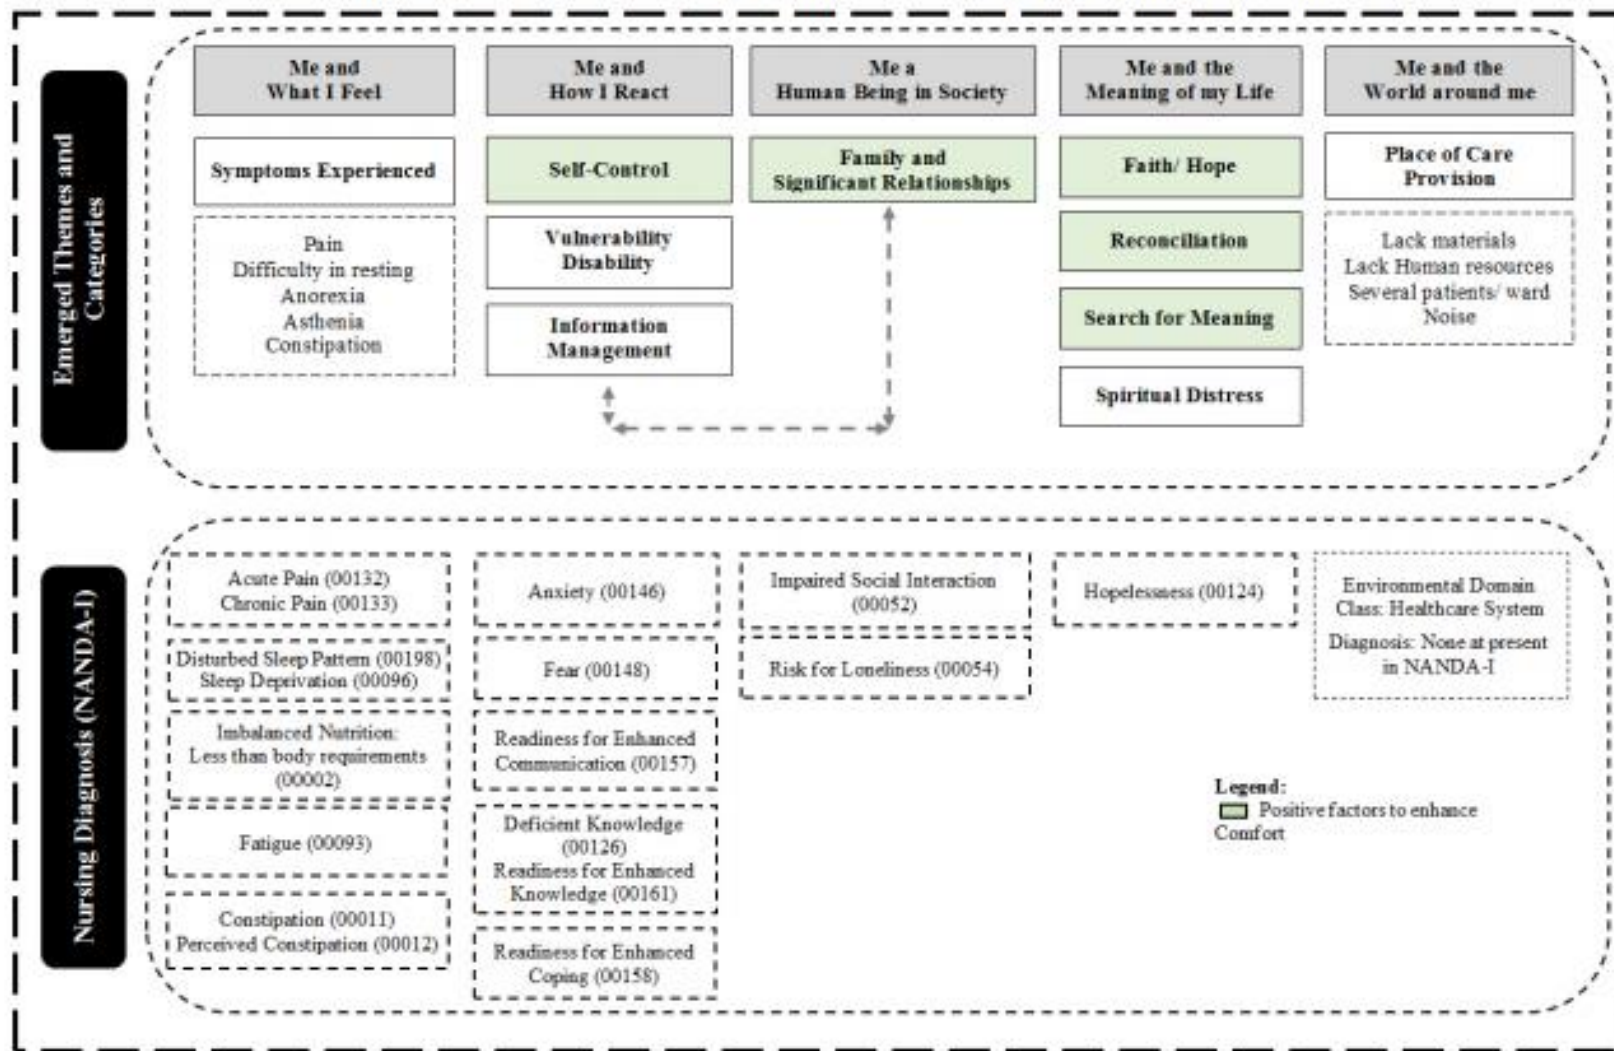 Emerged Themes and
Categories
Me and
What I Feel
Me and
How I React
Me a
Human Being in Society
Me and the
Meaning of my Life
Me and the
World around me
Symptoms Experienced
Pain
Difficulty in resting
Anorexia
Asthenia
Constipation
Self-Control
Vulnerability
Disability
Information
Management
Family and
Significant Relationships
Faith/ Hope
Reconciliation
Search for Meaning
Spiritual Distress
Place of Care
Provision
Lack materials
Lack Human resources
Several patients/ ward
Noise
Nursing Diagnosis (NANDA-I)
Acute Pain (00132)
Chronic Pain (00133)
Disturbed Sleep Pattern (00198)
Sleep Deprivation (00096)
Imbalanced Nutrition:
Less than body requirements
(00002)
Fatigue (00093)
Constipation (00011)
Perceived Constipation (00012)
Anxiety (00146)
Fear (00148)
Readiness for Enhanced
Communication (00157)
Deficient Knowledge
(00126)
Readiness for Enhanced
Knowledge (00161)
Readiness for Enhanced
Coping (00158)
Impaired Social Interaction
(00052)
Risk for Loneliness (00054)
Hopelessness (00124)
Environmental Domain
Class: Healthcare System
Diagnosis: None at present
in NANDA-I
Legend:
Positive factors to enhance
Comfort